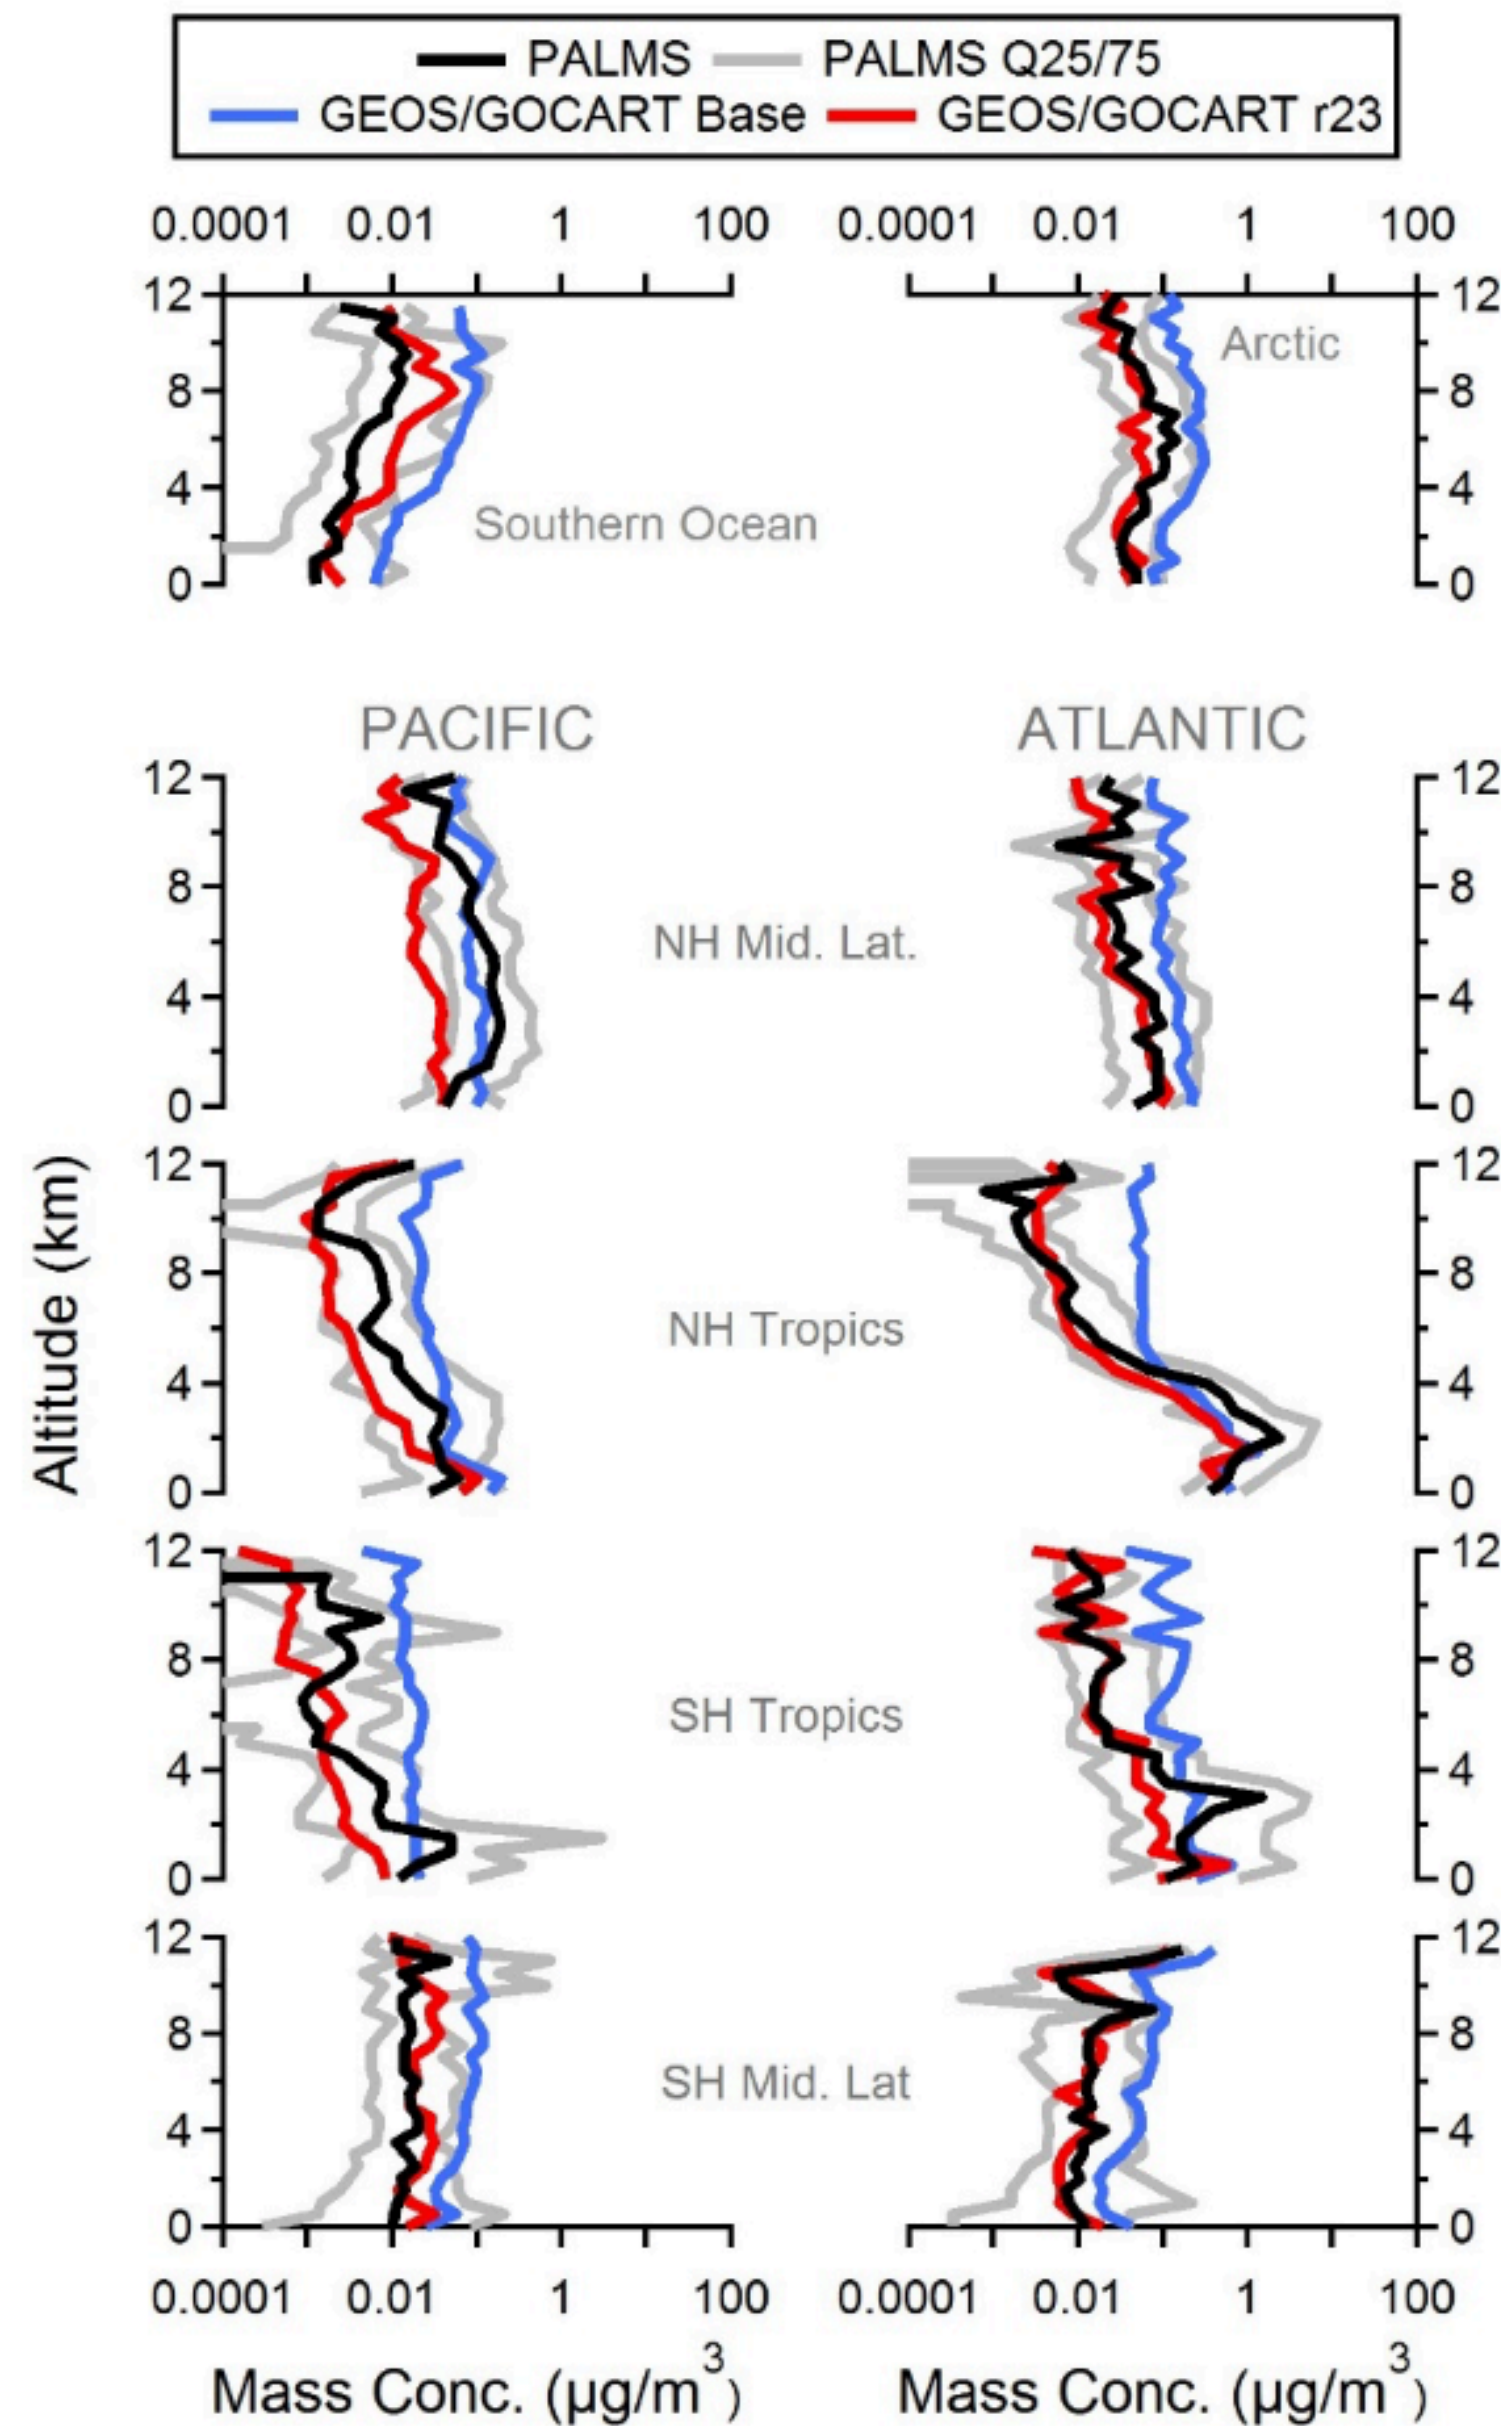 PALMS PALMS Q25/75
GEOS/GOCART Base GEOS/GOCART r23
0.0001 0.01 1 100 0.0001 0.01 1 100
12 12
Arctic
8 8
4 4
Southern Ocean
0 0
PACIFIC ATLANTIC
12 12
8 8
NH Mid. Lat.
4 4
0 0
12 12
8 8
NH Tropics
4 4
0 0
Altitude (km)
12 12
8 8
SH Tropics
4 4
0 0
12 12
8 8
SH Mid. Lat
4 4
0 0
0.0001 0.01 1 100 0.0001 0.01 1 100
Mass Conc. (µg/m³) Mass Conc. (µg/m³)